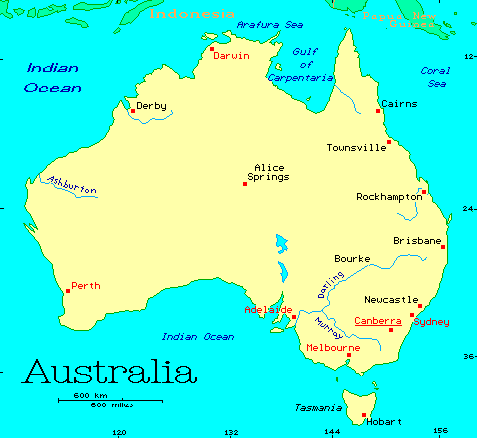 Indonesia
Papua New
Guinea
Arafura Sea
Indian
Ocean
Gulf
of
Carpentaria
Coral
Sea
12
Darwin
Derby
Cairns
Townsville
Alice
Springs
Ashburton
Rockhampton
24
Brisbane
Bourke
Darling
Perth
Newcastle
Adelaide
Murray
Canberra
Sydney
Indian Ocean
Melbourne
36
Australia
600 km
600 miles
Tasmania
Hobart
120
132
144
156